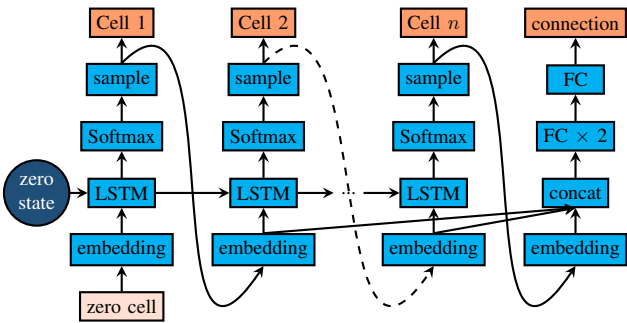 Cell 1
Cell 2
Cell n
connection
sample
sample
sample
FC
Softmax
Softmax
Softmax
FC × 2
zero
state
LSTM
LSTM
...
LSTM
concat
embedding
embedding
embedding
embedding
zero cell